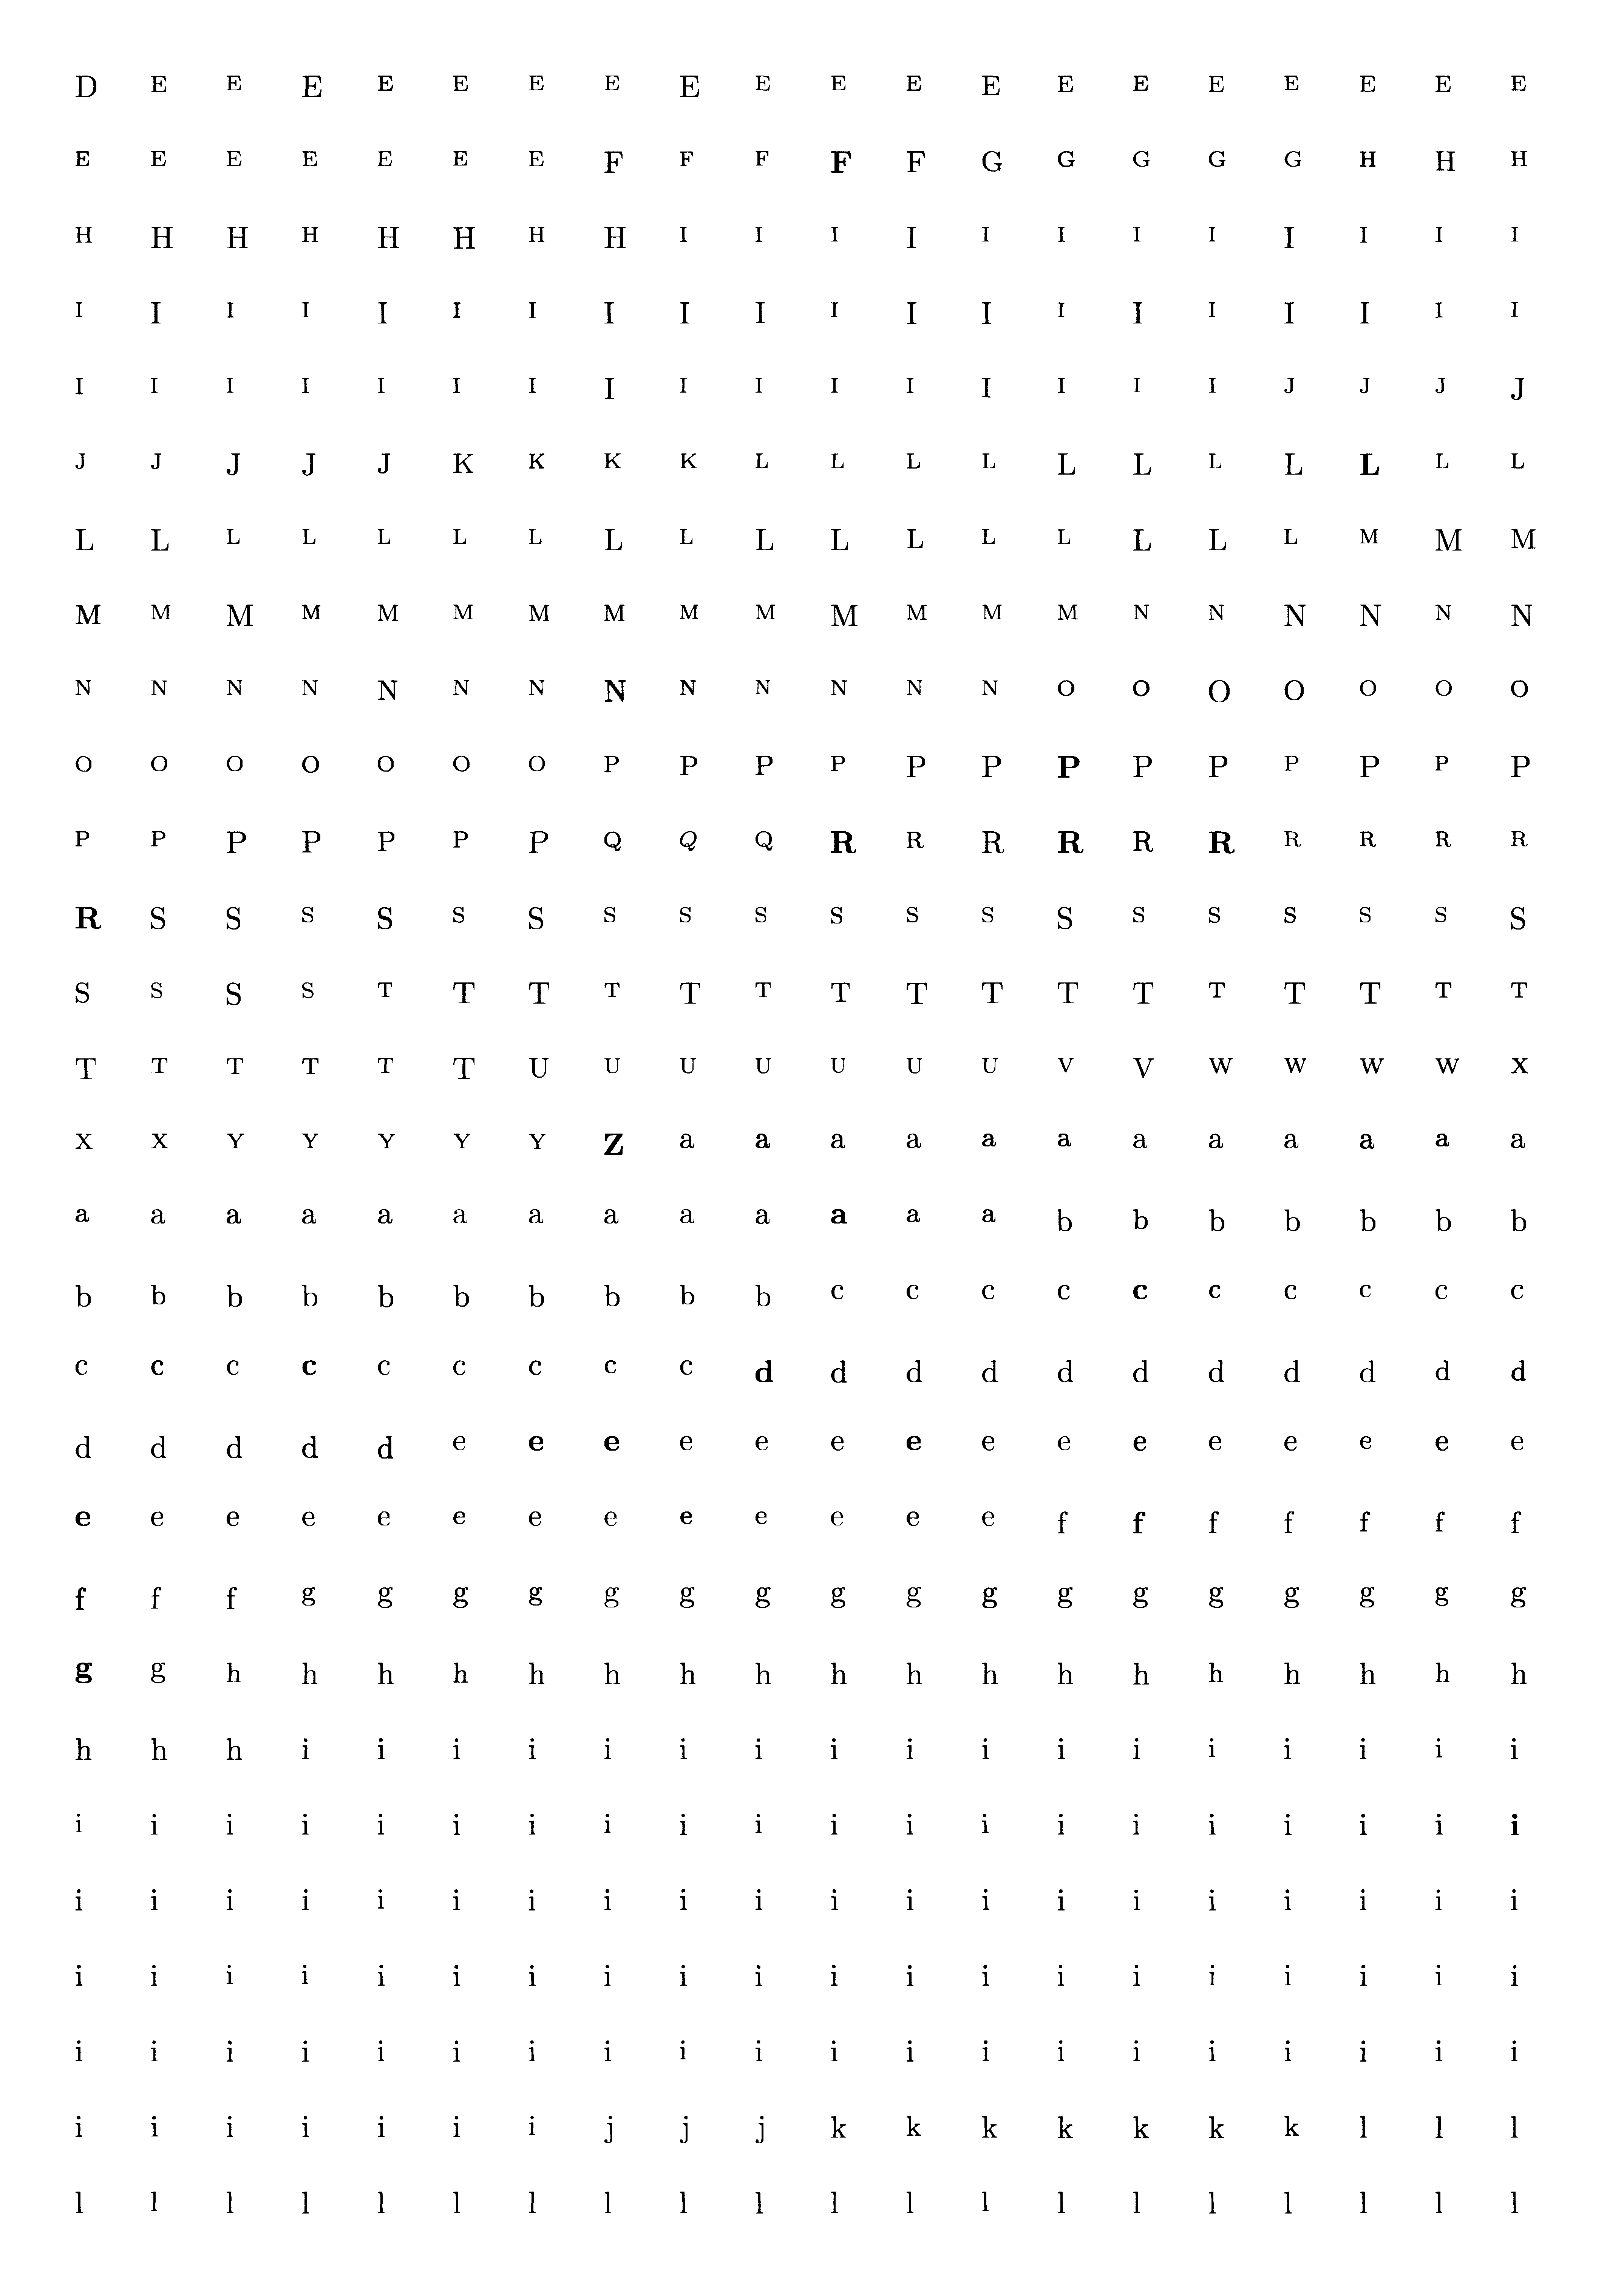 D E E E E E E E E E E E E E E E E E E E
E E E E E E E F F F F F G G G G G H H H
H H H H H H H H I I I I I I I I I I I I
I I I I I I I I I I I I I I I I I I I I
I I I I I I I I I I I I I I I I J J J J
J J J J J K K K K L L L L L L L L L L L
L L L L L L L L L L L L L L L L L M M M
M M M M M M M M M M M M M M N N N N N N
N N N N N N N N N N N N N O O O O O O O
O O O O O O O P P P P P P P P P P P P P
P P P P P P P Q Q Q R R R R R R R R R R
R S S S S S S S S S S S S S S S S S S S
S S S S T T T T T T T T T T T T T T T T
T T T T T T U U U U U U U V V W W W W X
X X Y Y Y Y Y Z a a a a a a a a a a a a
a a a a a a a a a a a a a b b b b b b b
b b b b b b b b b b c c c c c c c c c c
c c c c c c c c c d d d d d d d d d d d
d d d d d e e e e e e e e e e e e e e e
e e e e e e e e e e e e e f f f f f f f
f f f g g g g g g g g g g g g g g g g g
g g h h h h h h h h h h h h h h h h h h
h h h i i i i i i i i i i i i i i i i i
i i i i i i i i i i i i i i i i i i i i
i i i i i i i i i i i i i i i i i i i i
i i i i i i i i i i i i i i i i i i i i
i i i i i i i i i i i i i i i i i i i i
i i i i i i i j j j k k k k k k k l l l
l l l l l l l l l l l l l l l l l l l l